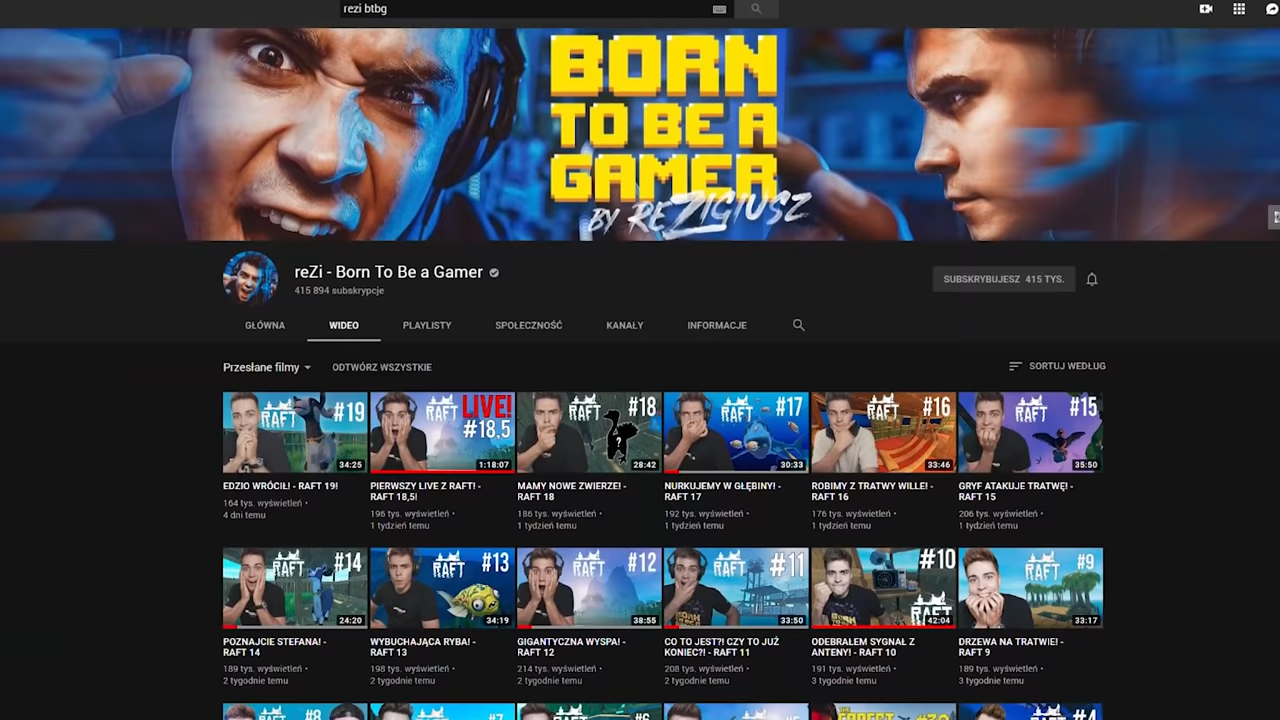 rezi btbg
BORN
TO BE A
GAMER
BY REZIGIUSZ
reZi - Born To Be a Gamer
415 894 subskrypcje
SUBSKRYBUJESZ 415 TYS.
GŁÓWNA WIDEO PLAYLISTY SPOŁECZNOŚĆ KANAŁY INFORMACJE
Przesłane filmy ODTWÓRZ WSZYSTKIE SORTUJ WEDŁUG
RAFT #19
34:25
EDZIO WRÓCIŁ! - RAFT 19!
164 tys. wyświetleń •
4 dni temu
RAFT LIVE!
#18,5
1:18:07
PIERWSZY LIVE Z RAFT! -
RAFT 18,5!
196 tys. wyświetleń •
1 tydzień temu
RAFT #18
28:42
MAMY NOWE ZWIERZE! -
RAFT 18
186 tys. wyświetleń •
1 tydzień temu
RAFT #17
30:33
NURKUJEMY W GŁĘBINY! -
RAFT 17
192 tys. wyświetleń •
1 tydzień temu
RAFT #16
33:46
ROBIMY Z TRATWY WILLE! -
RAFT 16
176 tys. wyświetleń •
1 tydzień temu
RAFT #15
35:50
GRYF ATAKUJE TRATWĘ! -
RAFT 15
206 tys. wyświetleń •
1 tydzień temu
RAFT #14
24:20
POZNAJCIE STEFANA! -
RAFT 14
189 tys. wyświetleń •
2 tygodnie temu
RAFT #13
34:19
WYBUCHAJĄCA RYBA! -
RAFT 13
198 tys. wyświetleń •
2 tygodnie temu
RAFT #12
38:55
GIGANTYCZNA WYSPA! -
RAFT 12
214 tys. wyświetleń •
2 tygodnie temu
RAFT #11
33:50
CO TO JEST?! CZY TO JUŻ
KONIEC?! - RAFT 11
208 tys. wyświetleń •
2 tygodnie temu
#10
RAFT
42:04
ODEBRAŁEM SYGNAŁ Z
ANTENY! - RAFT 10
191 tys. wyświetleń •
3 tygodnie temu
RAFT #9
33:17
DRZEWA NA TRATWIE! -
RAFT 9
189 tys. wyświetleń •
3 tygodnie temu
RAFT #8
RAFT #7
RAFT #6